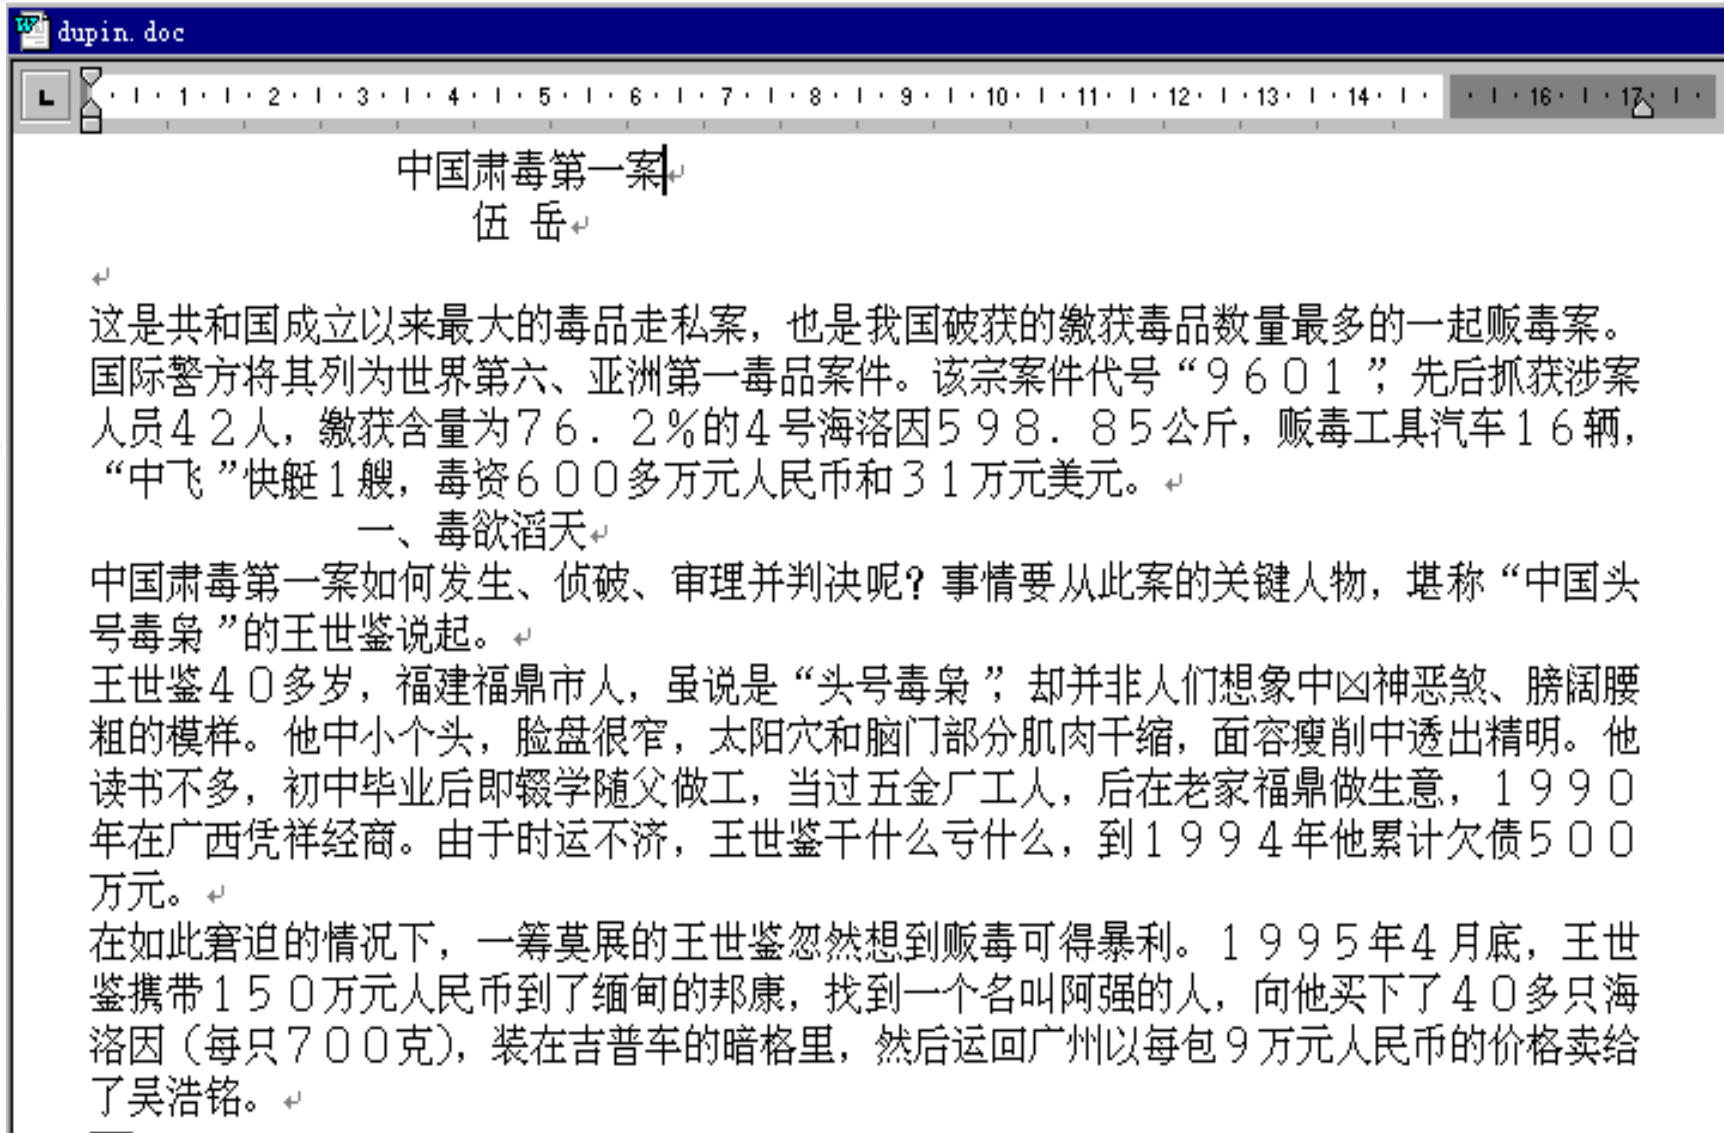 dupin. doc
1 2 3 4 5 6 7 8 9 10 11 12 13 14 16 17
中国肃毒第一案
伍 岳
这是共和国成立以来最大的毒品走私案，也是我国破获的缴获毒品数量最多的一起贩毒案。
国际警方将其列为世界第六、亚洲第一毒品案件。该宗案件代号“９６０１”，先后抓获涉案
人员４２人，缴获含量为７６．２％的４号海洛因５９８．８５公斤，贩毒工具汽车１６辆，
“中飞”快艇１艘，毒资６００多万元人民币和３１万元美元。
一、毒欲滔天
中国肃毒第一案如何发生、侦破、审理并判决呢？事情要从此案的关键人物，堪称“中国头
号毒枭”的王世鉴说起。
王世鉴４０多岁，福建福鼎市人，虽说是“头号毒枭”，却并非人们想象中凶神恶煞、膀阔腰
粗的模样。他中小个头，脸盘很窄，太阳穴和脑门部分肌肉干缩，面容瘦削中透出精明。他
读书不多，初中毕业后即辍学随父做工，当过五金厂工人，后在老家福鼎做生意，１９９０
年在广西凭祥经商。由于时运不济，王世鉴干什么亏什么，到１９９４年他累计欠债５００
万元。
在如此窘迫的情况下，一筹莫展的王世鉴忽然想到贩毒可得暴利。１９９５年４月底，王世
鉴携带１５０万元人民币到了缅甸的邦康，找到一个名叫阿强的人，向他买下了４０多只海
洛因（每只７００克），装在吉普车的暗格里，然后运回广州以每包９万元人民币的价格卖给
了吴浩铭。